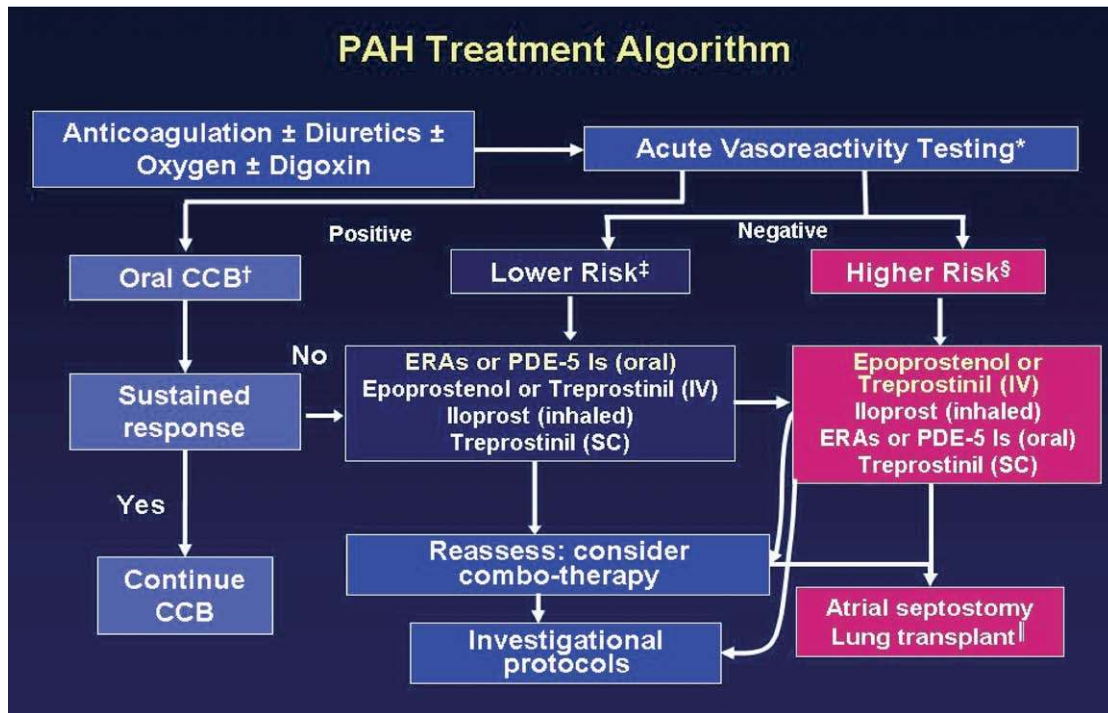 PAH Treatment Algorithm
Anticoagulation ± Diuretics ±
Oxygen ± Digoxin
Acute Vasoreactivity Testing*
Positive
Negative
Oral CCB†
Lower Risk‡
Higher Risk§
No
Sustained
response
ERAs or PDE-5 Is (oral)
Epoprostenol or Treprostinil (IV)
Iloprost (inhaled)
Treprostinil (SC)
Epoprostenol or
Treprostinil (IV)
Iloprost (inhaled)
ERAs or PDE-5 Is (oral)
Treprostinil (SC)
Yes
Continue
CCB
Reassess: consider
combo-therapy
Investigational
protocols
Atrial septostomy
Lung transplant‖